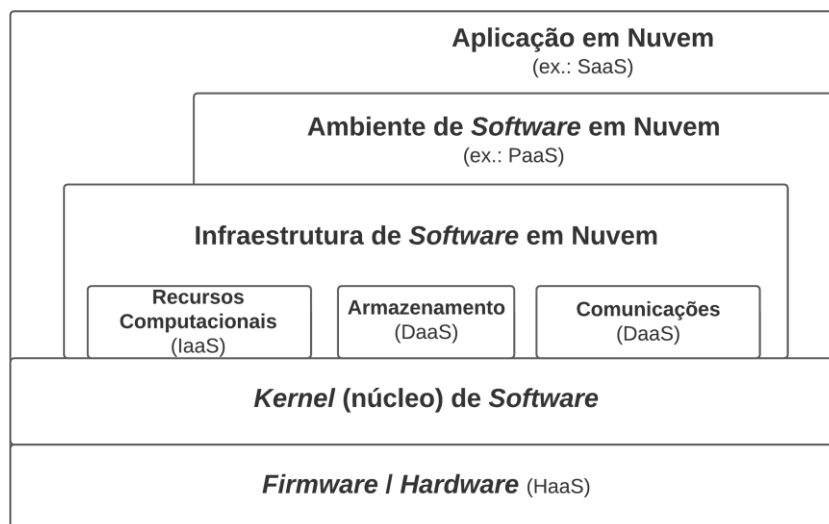 Aplicação em Nuvem
(ex.: SaaS)
Ambiente de Software em Nuvem
(ex.: PaaS)
Infraestrutura de Software em Nuvem
Recursos
Computacionais
(IaaS)
Armazenamento
(DaaS)
Comunicações
(DaaS)
Kernel (núcleo) de Software
Firmware / Hardware (HaaS)